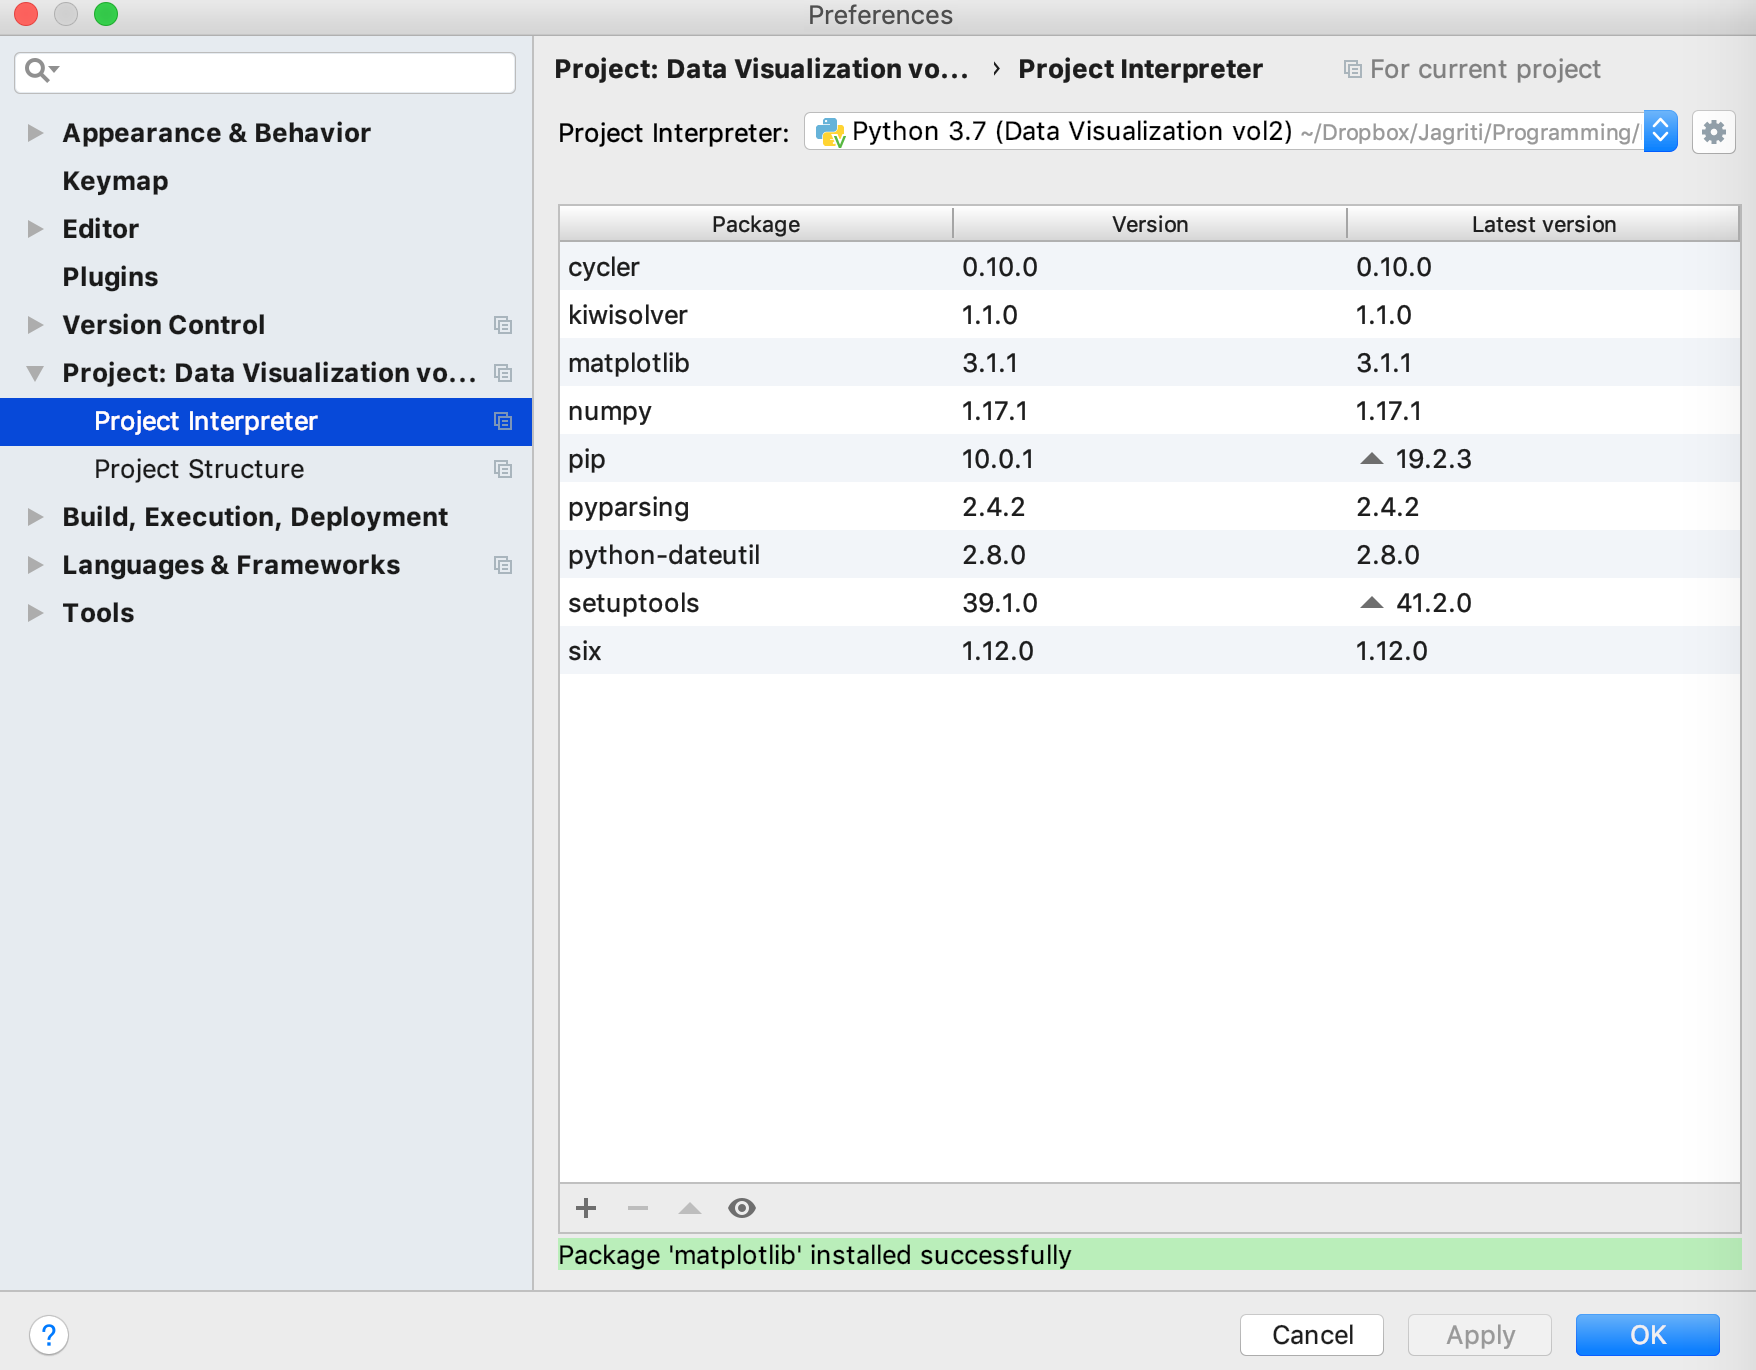 Preferences
Appearance & Behavior
Keymap
Editor
Plugins
Version Control
Project: Data Visualization vo...
Project Interpreter
Project Structure
Build, Execution, Deployment
Languages & Frameworks
Tools
Project: Data Visualization vo... › Project Interpreter For current project
Project Interpreter: Python 3.7 (Data Visualization vol2) ~/Dropbox/Jagriti/Programming/
Package Version Latest version
cycler 0.10.0 0.10.0
kiwisolver 1.1.0 1.1.0
matplotlib 3.1.1 3.1.1
numpy 1.17.1 1.17.1
pip 10.0.1 19.2.3
pyparsing 2.4.2 2.4.2
python-dateutil 2.8.0 2.8.0
setuptools 39.1.0 41.2.0
six 1.12.0 1.12.0
Package 'matplotlib' installed successfully
? Cancel Apply OK